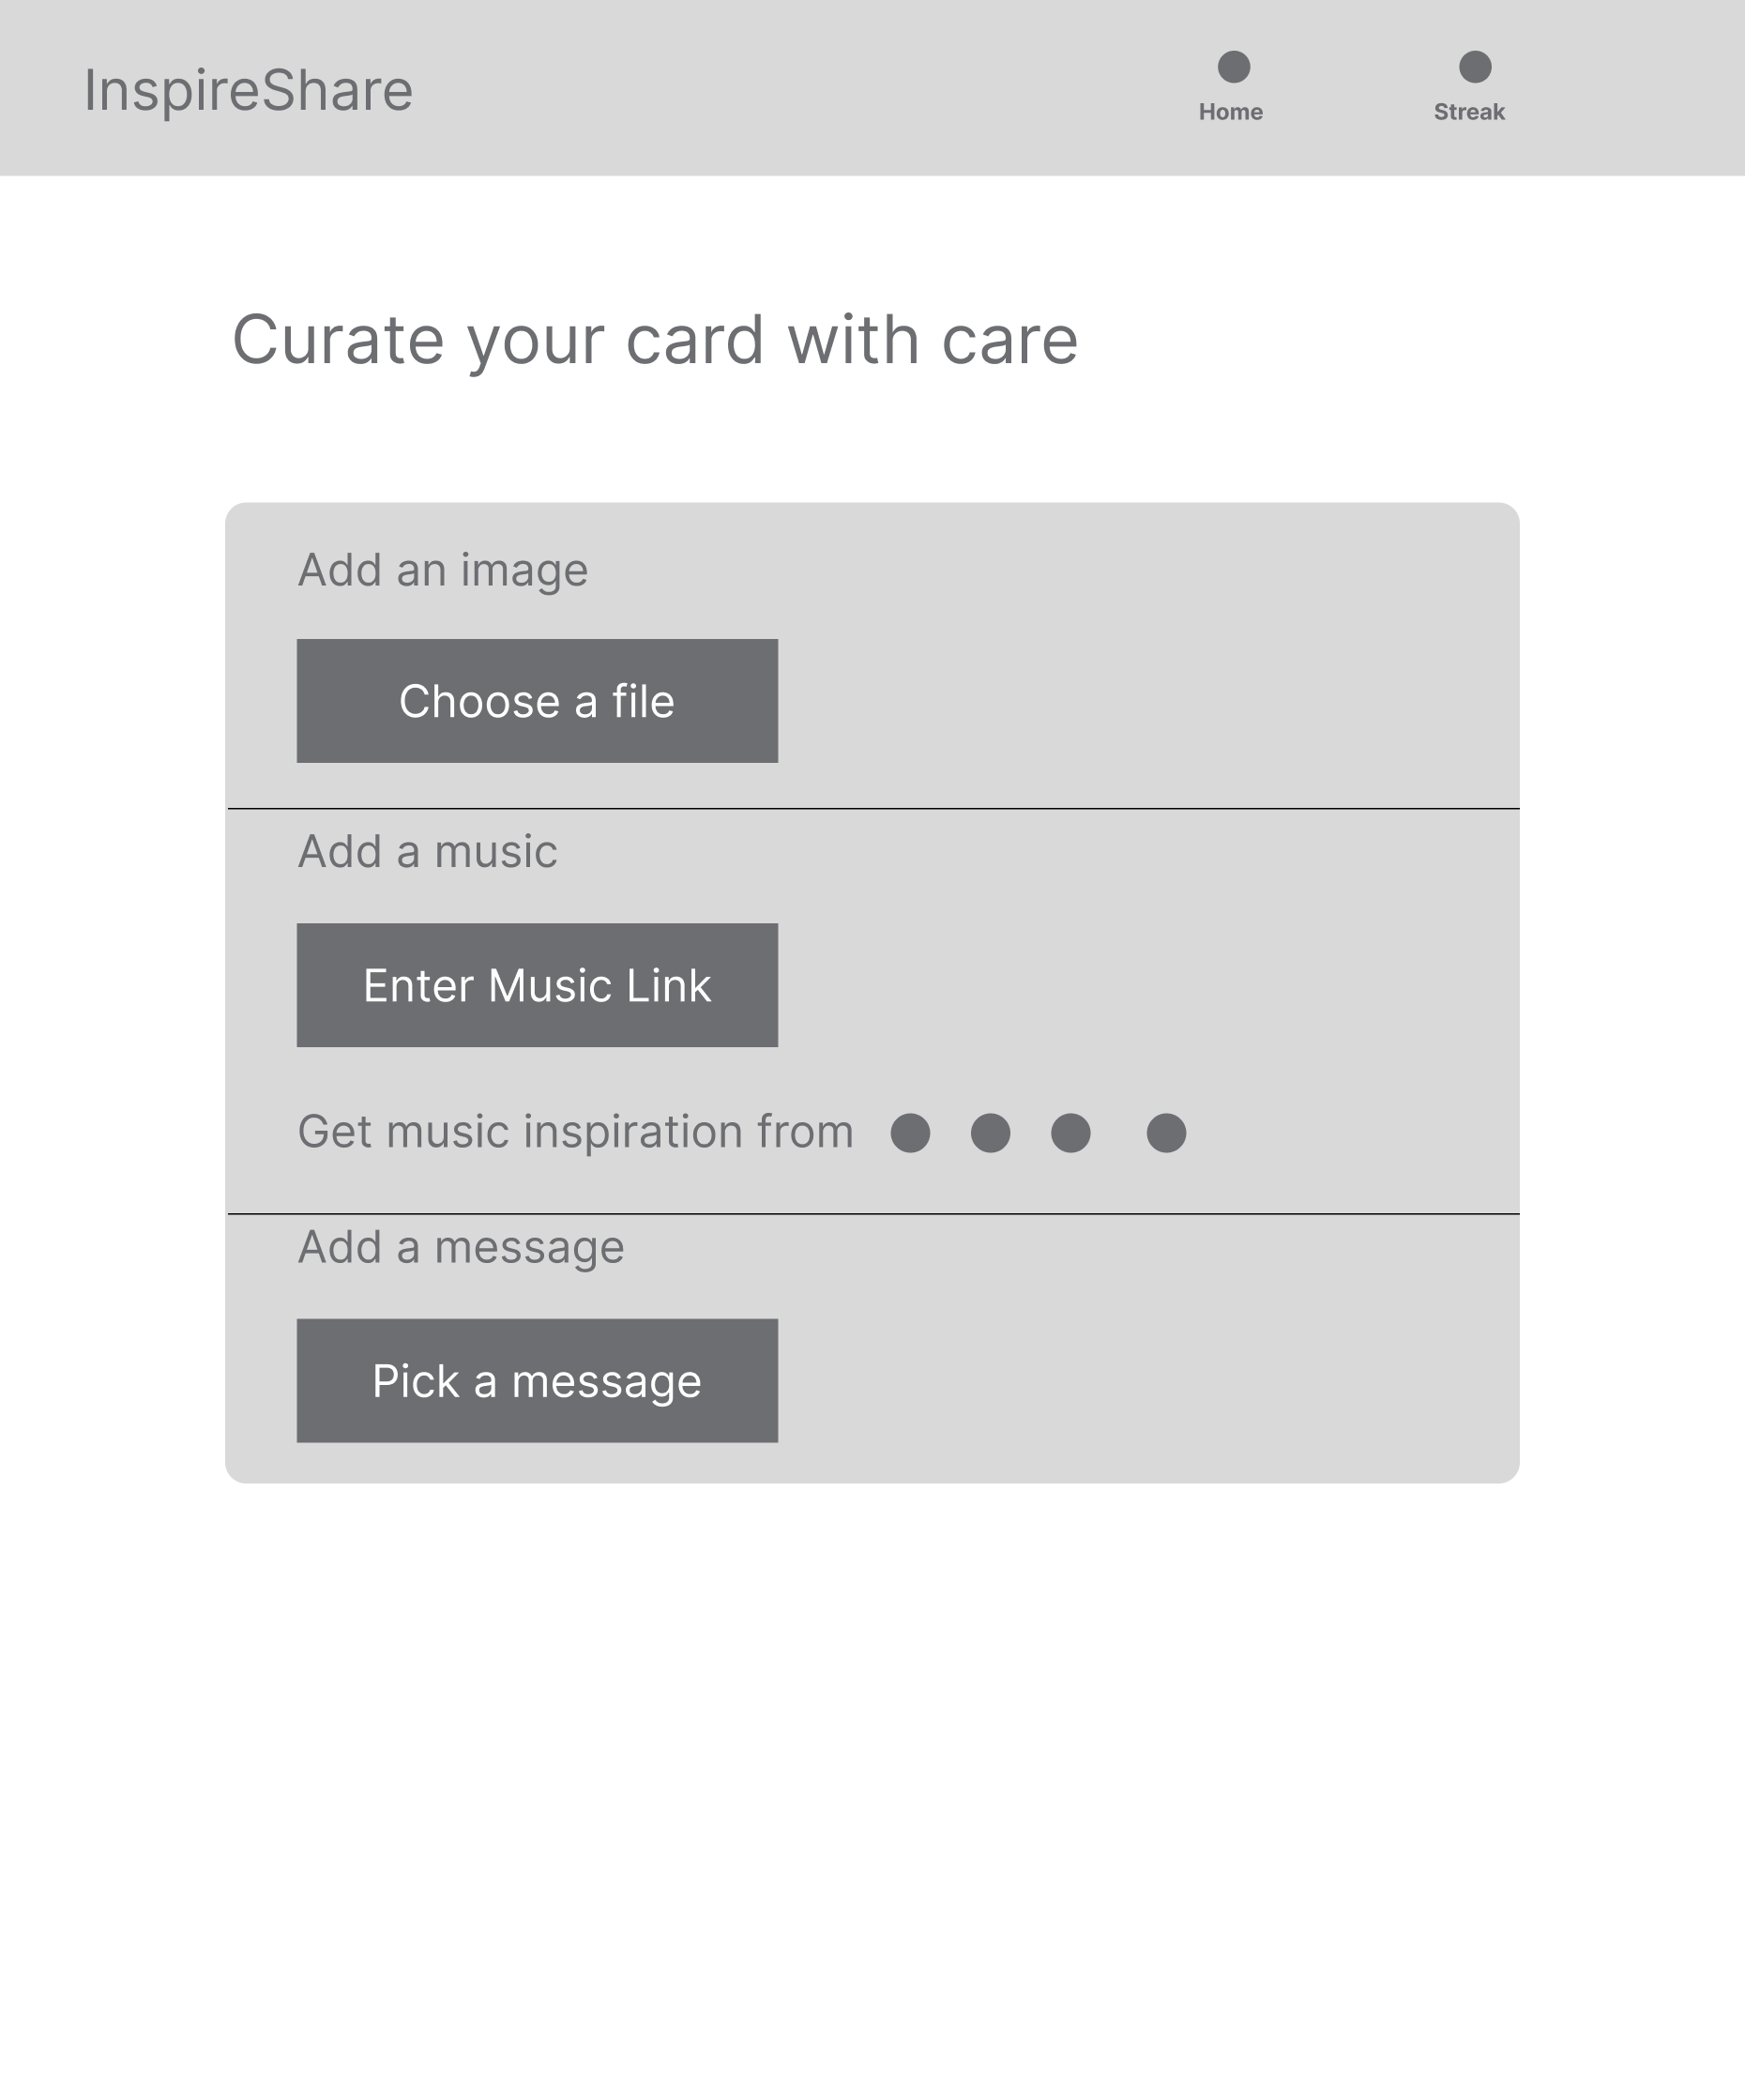 InspireShare
Home
Streak
Curate your card with care
Add an image
Choose a file
Add a music
Enter Music Link
Get music inspiration from
Add a message
Pick a message